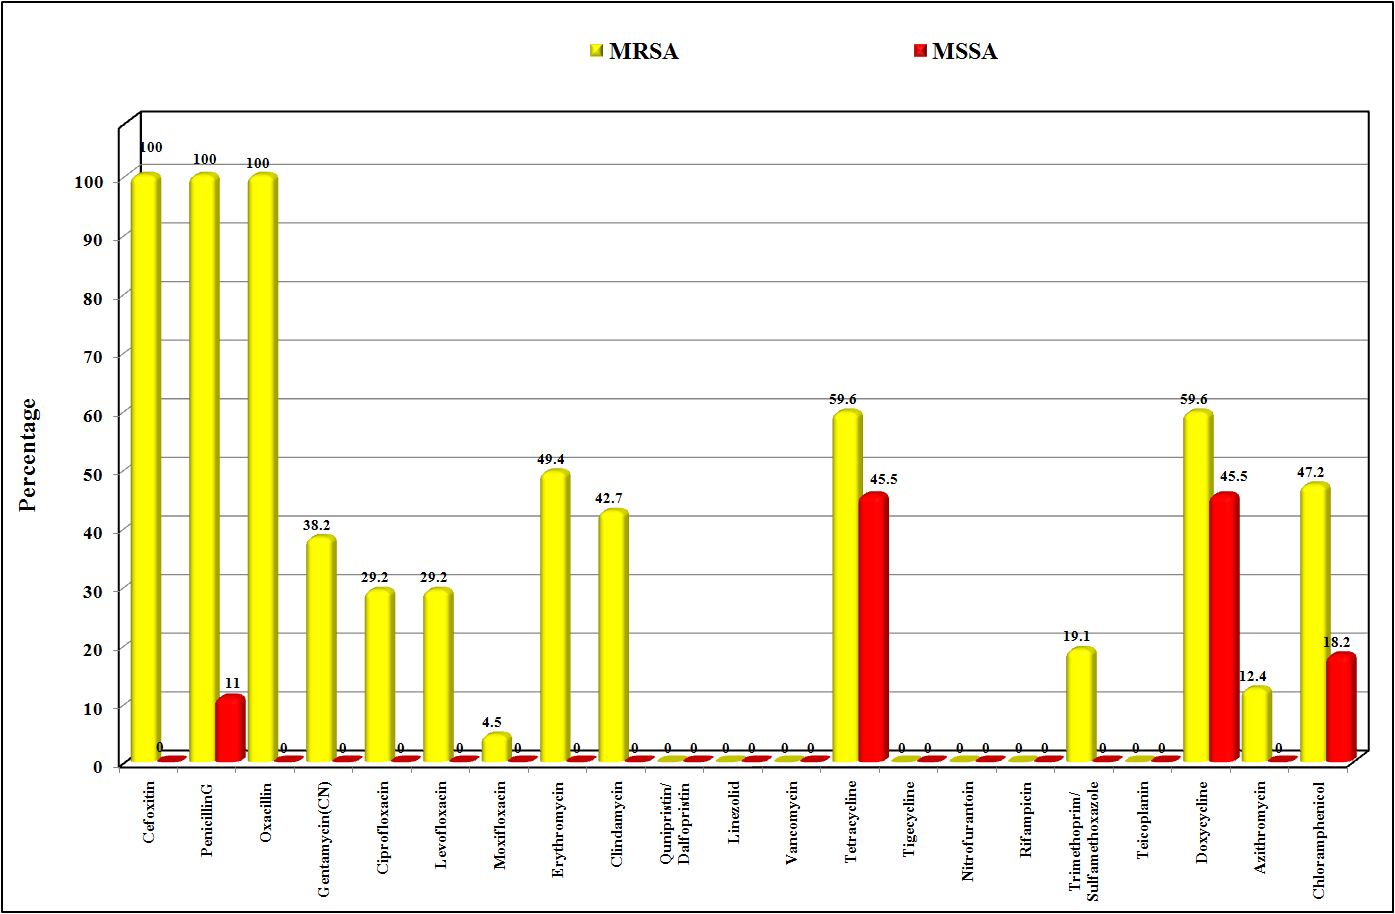 MRSA MSSA
Percentage
100
90
80
70
60
50
40
30
20
10
0
100 0
100 11
100 0
38.2 0
29.2 0
29.2 0
4.5 0
49.4 0
42.7 0
0 0
0 0
0 0
59.6 45.5
0 0
0 0
0 0
19.1 0
0 0
59.6 45.5
12.4 0
47.2 18.2
Cefoxitin
PenicillinG
Oxacillin
Gentamycin(CN)
Ciprofloxacin
Levofloxacin
Moxifloxacin
Erythromycin
Clindamycin
Qunipristin/
Dalfopristin
Linezolid
Vancomycin
Tetracycline
Tigecycline
Nitrofurantoin
Rifampicin
Trimethoprim/
Sulfamethoxazole
Teicoplanin
Doxycycline
Azithromycin
Chloramphenicol